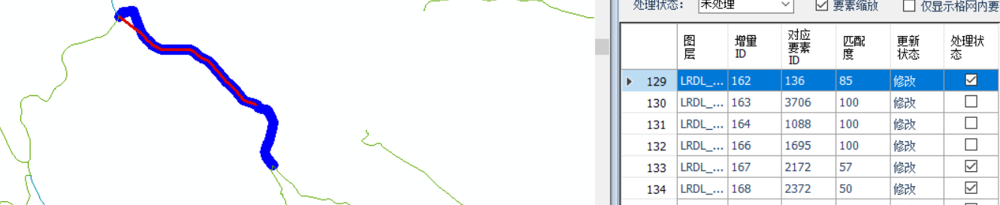 处理状态: 未处理 要素缩放 仅显示格网内要
图层 增量ID 对应要素ID 匹配度 更新状态 处理状态
129 LRDL_... 162 136 85 修改
130 LRDL_... 163 3706 100 修改
131 LRDL_... 164 1088 100 修改
132 LRDL_... 166 1695 100 修改
133 LRDL_... 167 2172 57 修改
134 LRDL_... 168 2372 50 修改